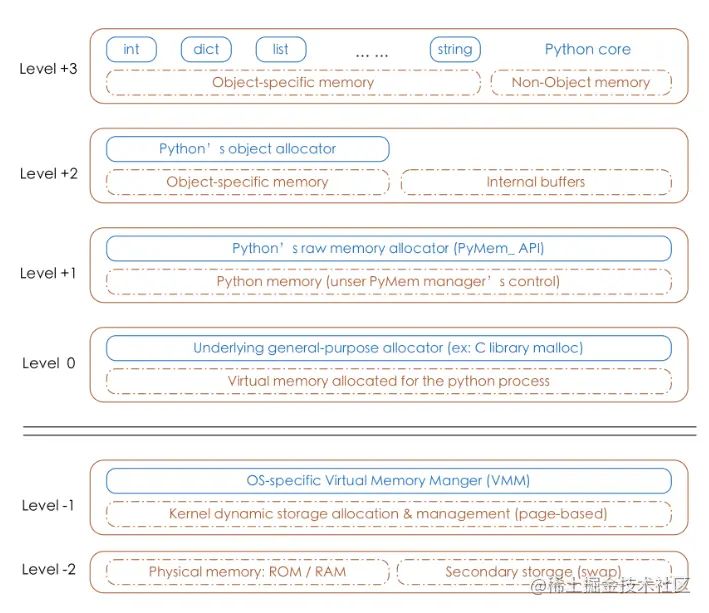 int dict list ... ... string Python core
Level +3
Object-specific memory Non-Object memory
Python’s object allocator
Level +2
Object-specific memory Internal buffers
Python’s raw memory allocator (PyMem_ API)
Level +1
Python memory (unser PyMem manager’s control)
Underlying general-purpose allocator (ex: C library malloc)
Level 0
Virtual memory allocated for the python process
OS-specific Virtual Memory Manger (VMM)
Level -1
Kernel dynamic storage allocation & management (page-based)
Level -2
Physical memory: ROM / RAM Secondary storage (swap)
@稀土掘金技术社区